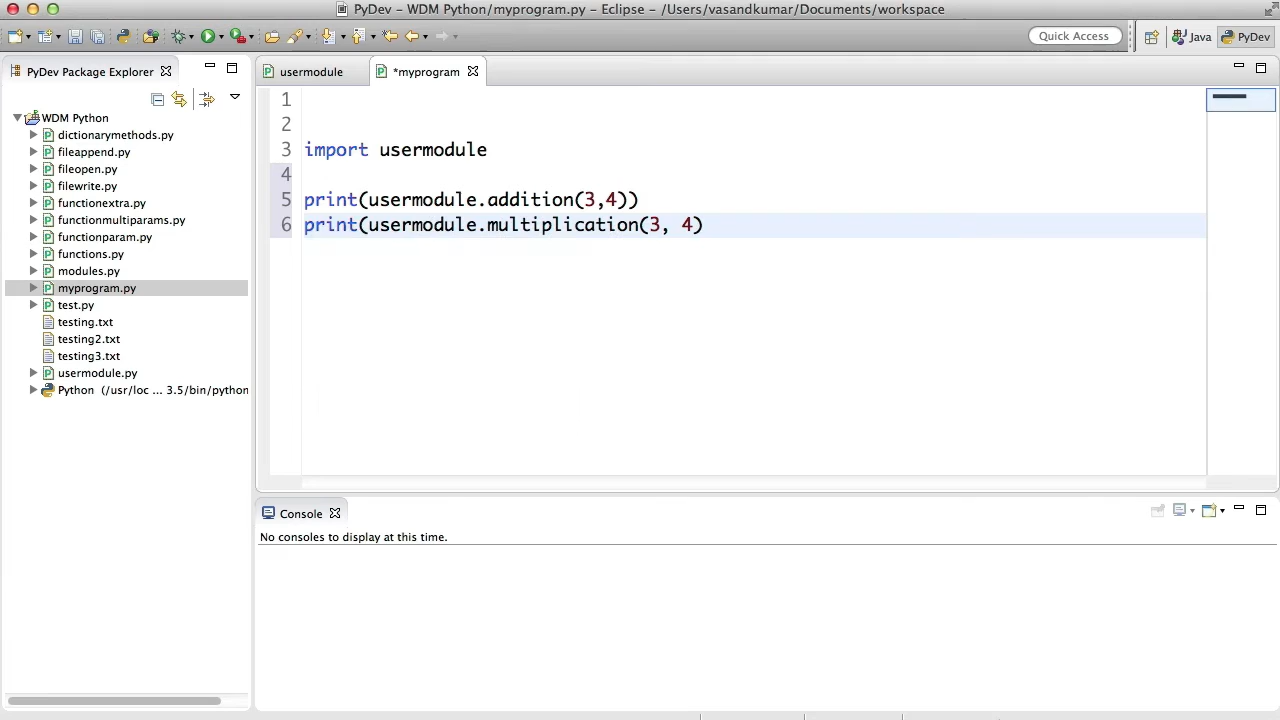 PyDev – WDM Python/myprogram.py – Eclipse – /Users/vasandkumar/Documents/workspace
Quick Access
Java
PyDev
PyDev Package Explorer
usermodule
*myprogram
WDM Python
dictionarymethods.py
fileappend.py
fileopen.py
filewrite.py
functionextra.py
functionmultiparams.py
functionparam.py
functions.py
modules.py
myprogram.py
test.py
testing.txt
testing2.txt
testing3.txt
usermodule.py
Python (/usr/loc ... 3.5/bin/python
1
2
3 import usermodule
4
5 print(usermodule.addition(3,4))
6 print(usermodule.multiplication(3, 4)
Console
No consoles to display at this time.